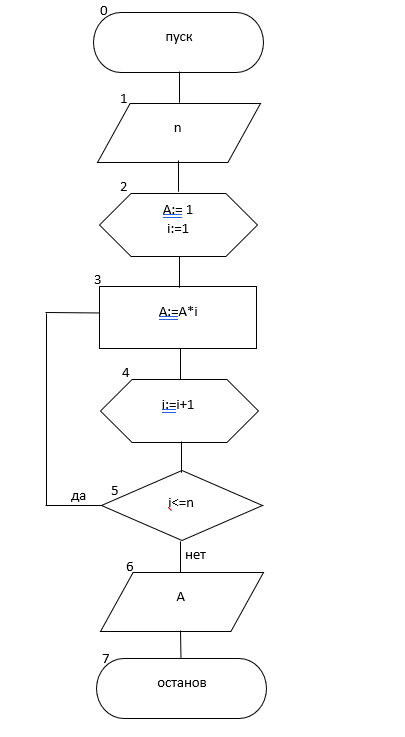 0
пуск
1
n
2
A:= 1
i:=1
3
A:=A*i
4
i:=i+1
5
да
i<=n
нет
6
A
7
останов